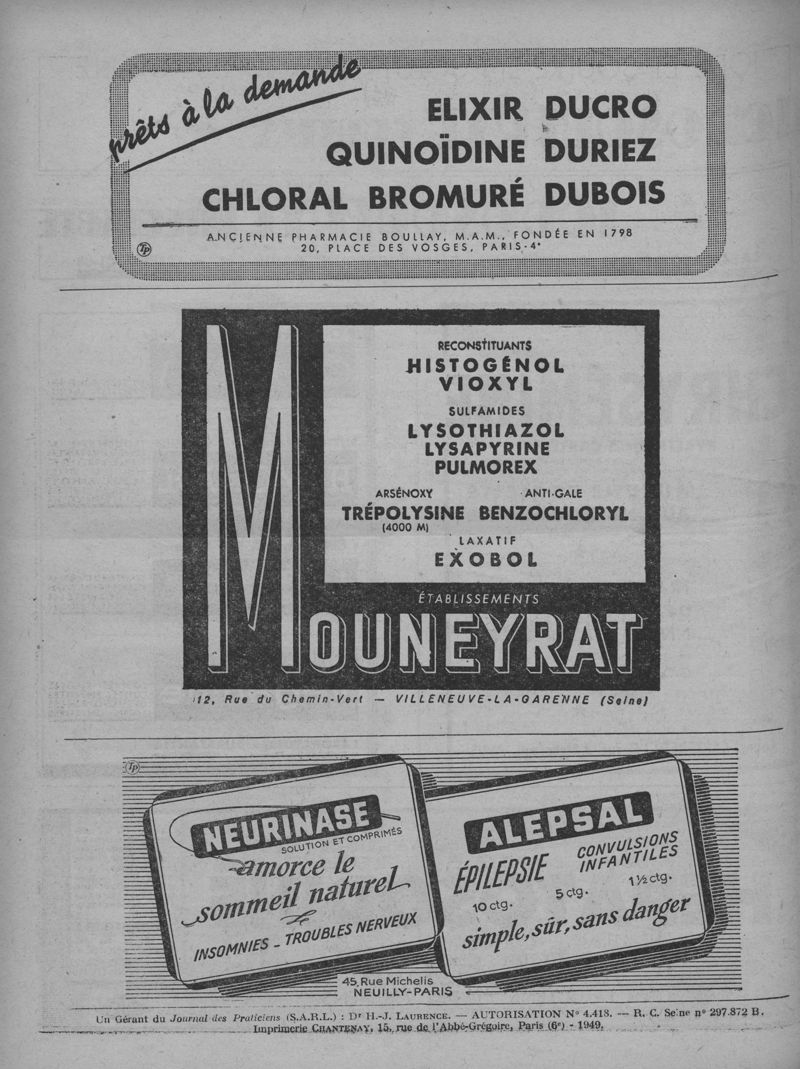 prêts à la demande
ELIXIR DUCRO
QUINOÏDINE DURIEZ
CHLORAL BROMURÉ DUBOIS
ANCIENNE PHARMACIE BOULLAY, M.A.M., FONDÉE EN 1798
20, PLACE DES VOSGES, PARIS-4e
TP
RECONSTITUANTS
HISTOGÉNOL
VIOXYL
SULFAMIDES
LYSOTHIAZOL
LYSAPYRINE
PULMOREX
ARSÉNOXY ANTI-GALE
TRÉPOLYSINE BENZOCHLORYL
(4000 M)
LAXATIF
EXOBOL
ÉTABLISSEMENTS
MOUNEYRAT
12, Rue du Chemin-Vert — VILLENEUVE-LA-GARENNE (Seine)
TP
NEURINASE
SOLUTION ET COMPRIMÉS
amorce le
sommeil naturel
INSOMNIES - TROUBLES NERVEUX
ALEPSAL
ÉPILEPSIE CONVULSIONS
INFANTILES
10 ctg. 5 ctg. 1½ ctg.
simple, sûr, sans danger
45, Rue Michelis
NEUILLY-PARIS
Un Gérant du Journal des Praticiens (S.A.R.L.) : Dr H.-J. LAURENCE. — AUTORISATION N° 4.418. — R. C. Seine n° 297.872 B.
Imprimerie CHANTENAY, 15, rue de l'Abbé-Grégoire, Paris (6e) - 1949.